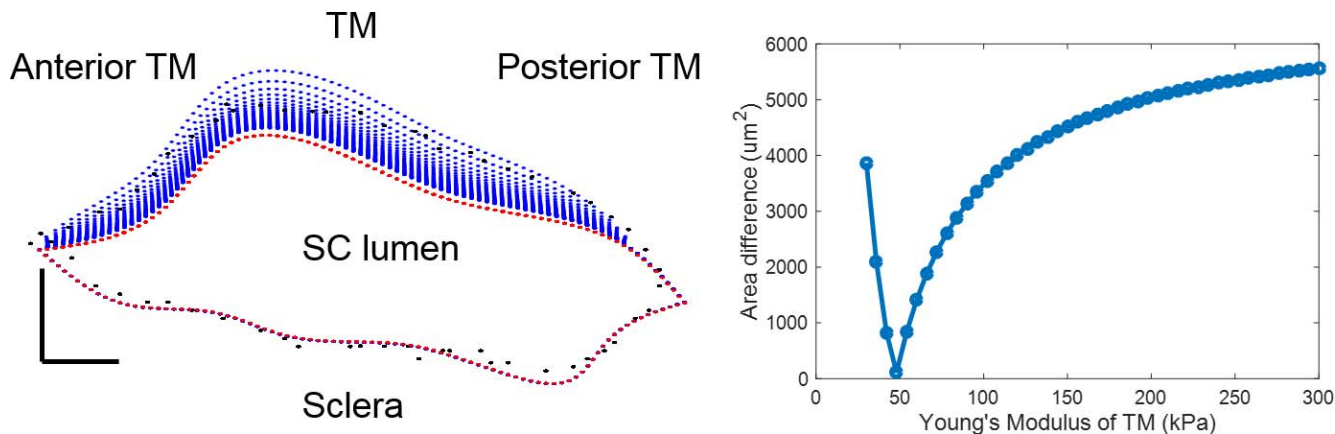 TM
Anterior TM
Posterior TM
SC lumen
Sclera
6000
5000
4000
3000
2000
1000
0
Area difference (um²)
0
50
100
150
200
250
300
Young's Modulus of TM (kPa)